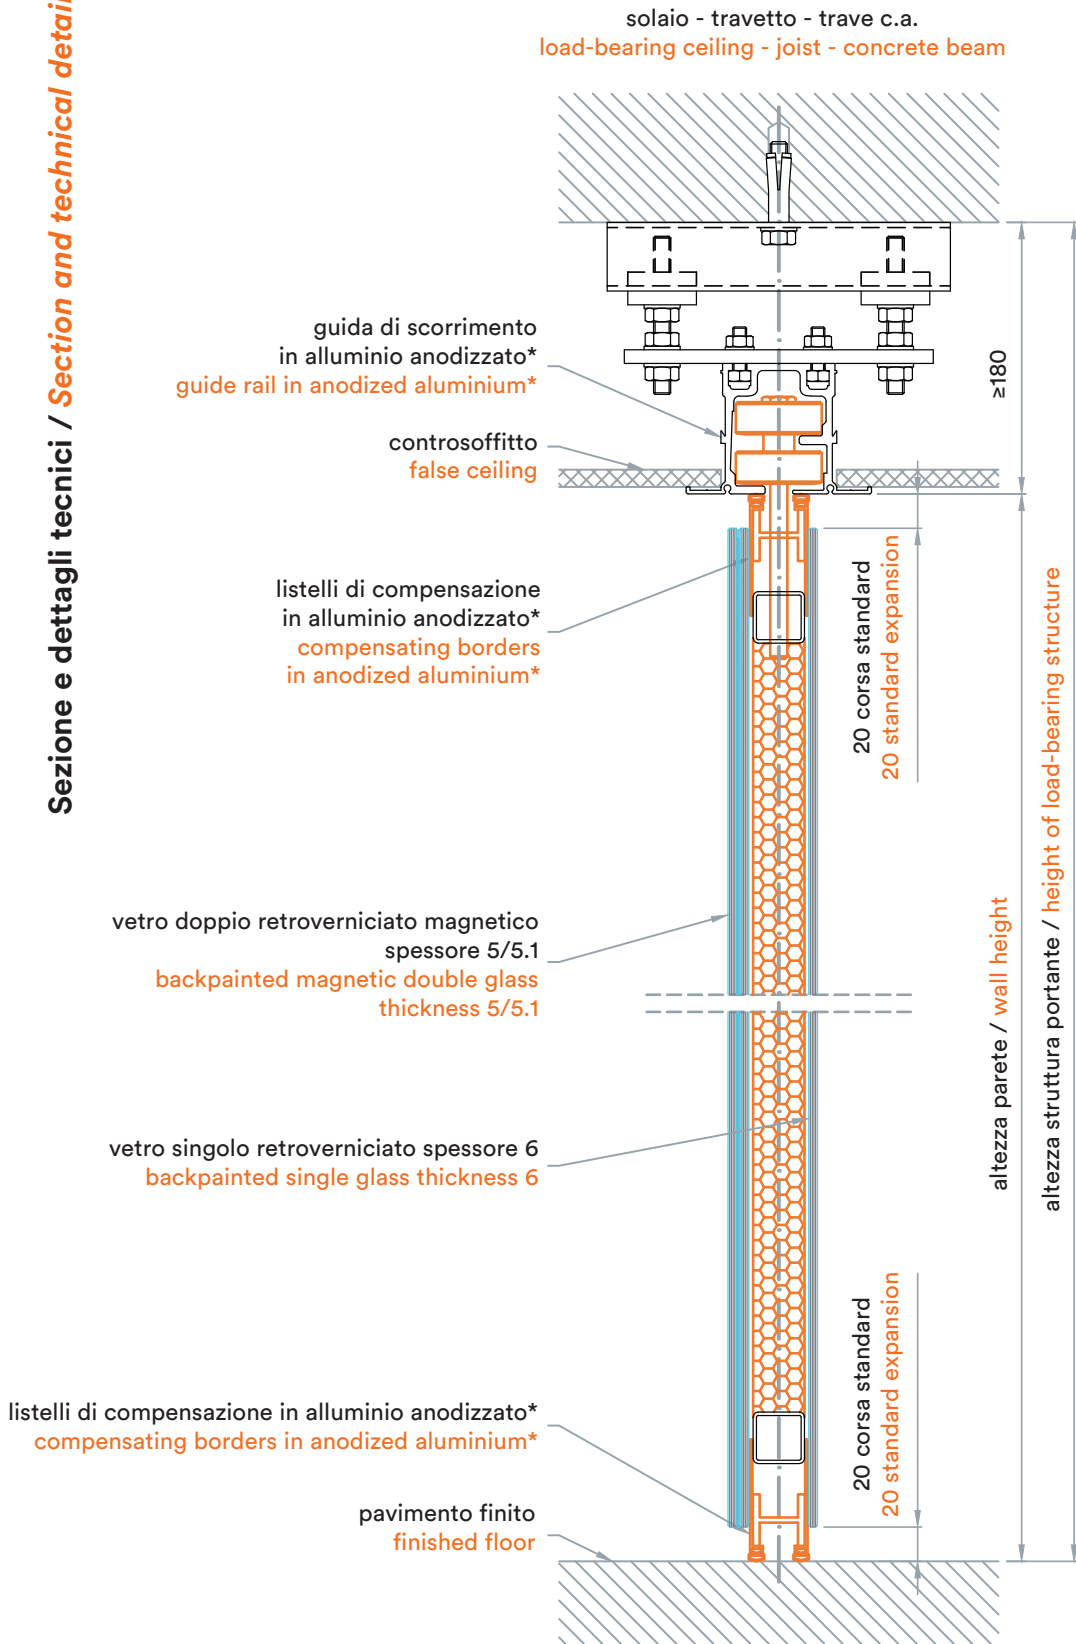 solaio - travetto - trave c.a.
load-bearing ceiling - joist - concrete beam
Sezione e dettagli tecnici / Section and technical detail
guida di scorrimento
in alluminio anodizzato*
guide rail in anodized aluminium*
≥180
controsoffitto
false ceiling
listelli di compensazione
in alluminio anodizzato*
compensating borders
in anodized aluminium*
20 corsa standard
20 standard expansion
vetro doppio retroverniciato magnetico
spessore 5/5.1
backpainted magnetic double glass
thickness 5/5.1
altezza parete / wall height
altezza struttura portante / height of load-bearing structure
vetro singolo retroverniciato spessore 6
backpainted single glass thickness 6
20 corsa standard
20 standard expansion
listelli di compensazione in alluminio anodizzato*
compensating borders in anodized aluminium*
pavimento finito
finished floor